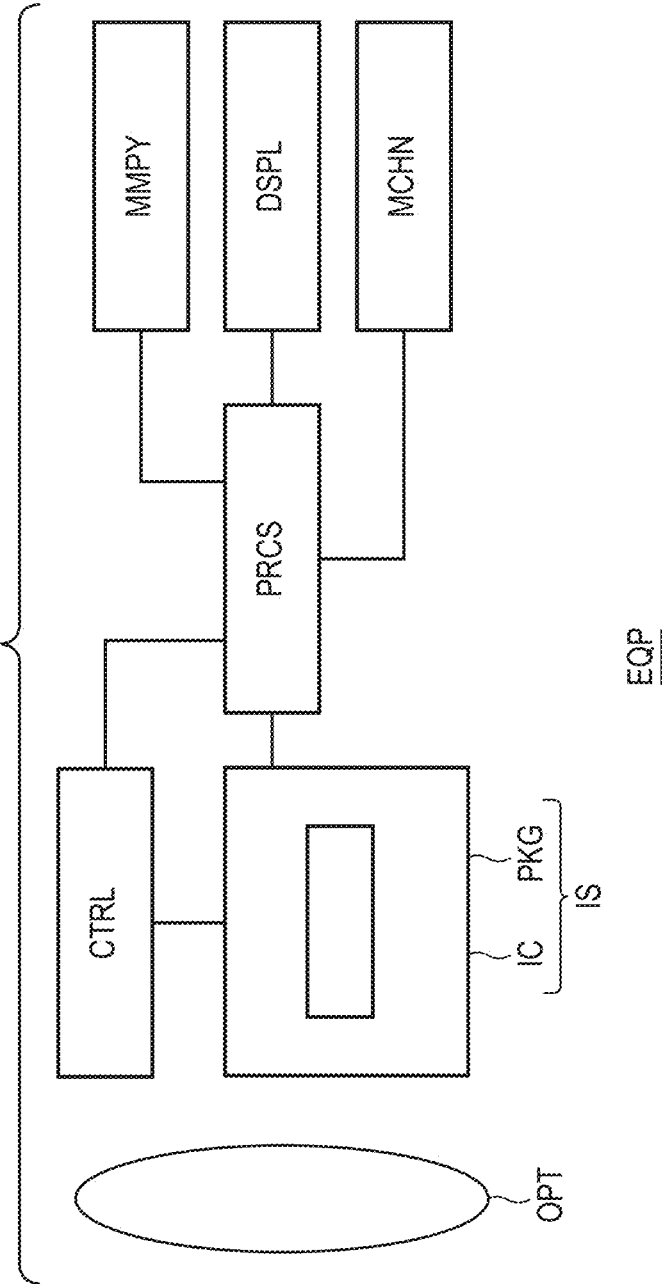 CTRL
PRCS
MMPY
DSPL
MCHN
OPT
IC
PKG
IS
EQP